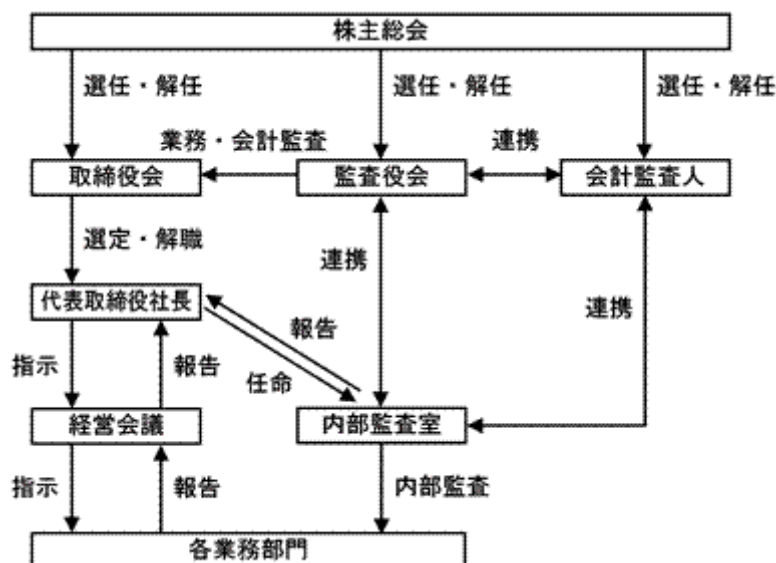 株主総会
選任・解任
選任・解任
選任・解任
業務・会計監査
連携
取締役会
監査役会
会計監査人
選定・解職
連携
代表取締役社長
報告
連携
指示
報告
任命
経営会議
内部監査室
指示
報告
内部監査
各業務部門